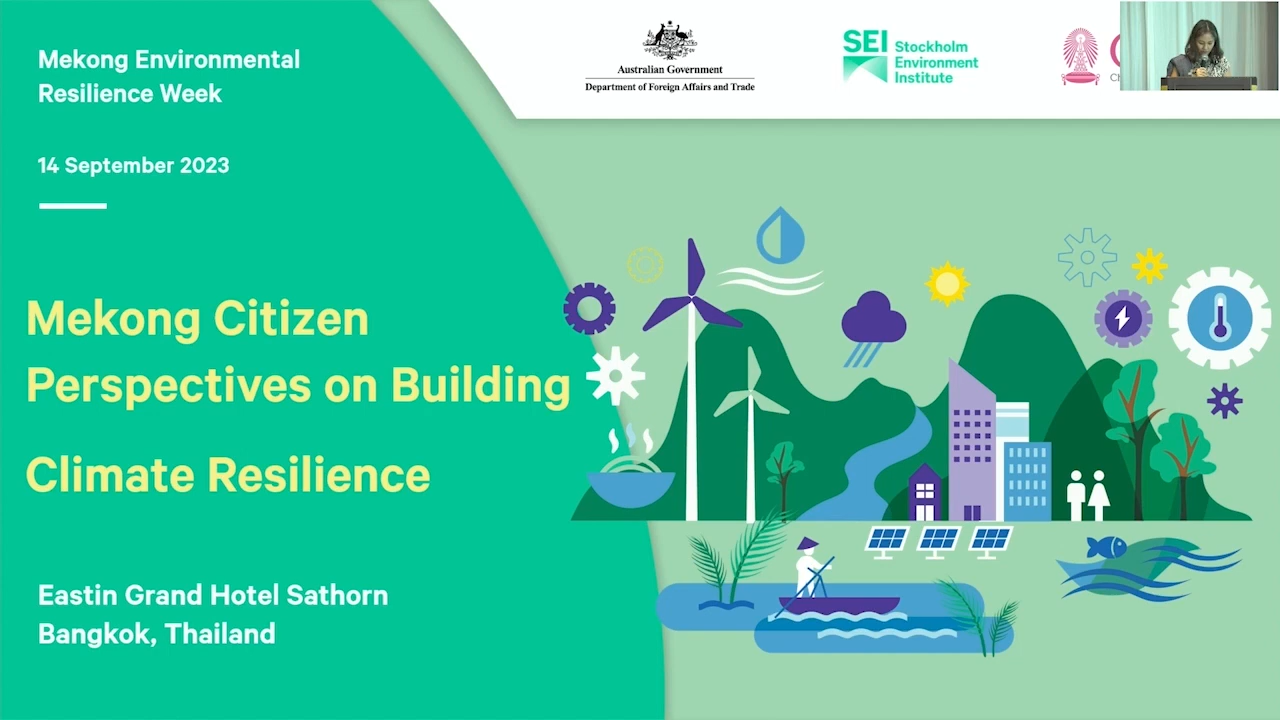 Mekong Environmental
Resilience Week
14 September 2023
Mekong Citizen
Perspectives on Building
Climate Resilience
Eastin Grand Hotel Sathorn
Bangkok, Thailand
Australian Government
Department of Foreign Affairs and Trade
SEI Stockholm
Environment
Institute